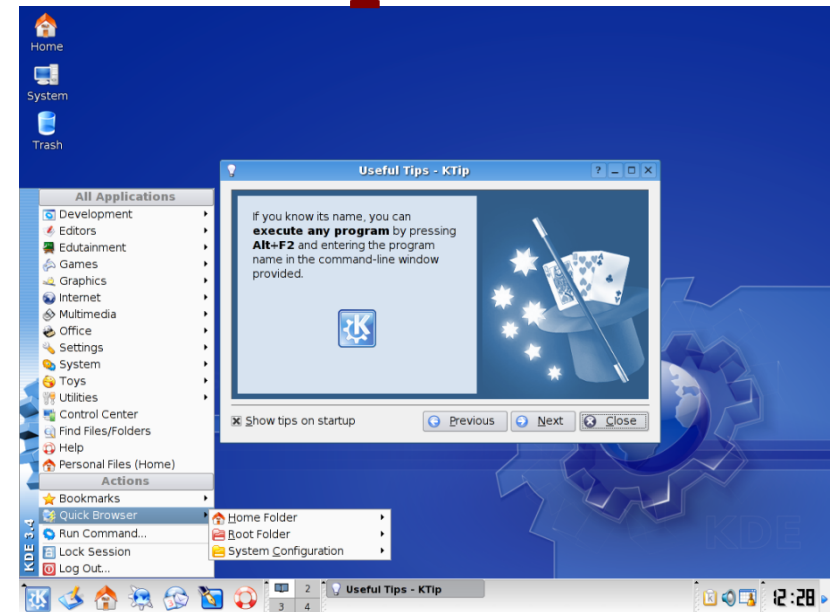 Home
System
Trash
Useful Tips - KTip
If you know its name, you can
execute any program by pressing
Alt+F2 and entering the program
name in the command-line window
provided.
Show tips on startup
Previous
Next
Close
All Applications
Development
Editors
Edutainment
Games
Graphics
Internet
Multimedia
Office
Settings
System
Toys
Utilities
Control Center
Find Files/Folders
Help
Personal Files (Home)
Actions
Bookmarks
Quick Browser
Run Command...
Lock Session
Log Out...
KDE 3.4
Home Folder
Root Folder
System Configuration
KDE
2
3 4
Useful Tips - KTip
12:28